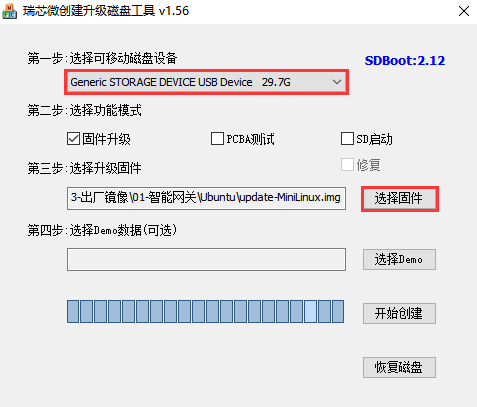 瑞芯微创建升级磁盘工具 v1.56
第一步:选择可移动磁盘设备
SDBoot:2.12
Generic STORAGE DEVICE USB Device 29.7G
第二步:选择功能模式
固件升级 PCBA测试 SD启动
第三步:选择升级固件 修复
3-出厂镜像\01-智能网关\Ubuntu\update-MiniLinux.img 选择固件
第四步:选择Demo数据(可选)
选择Demo
开始创建
恢复磁盘